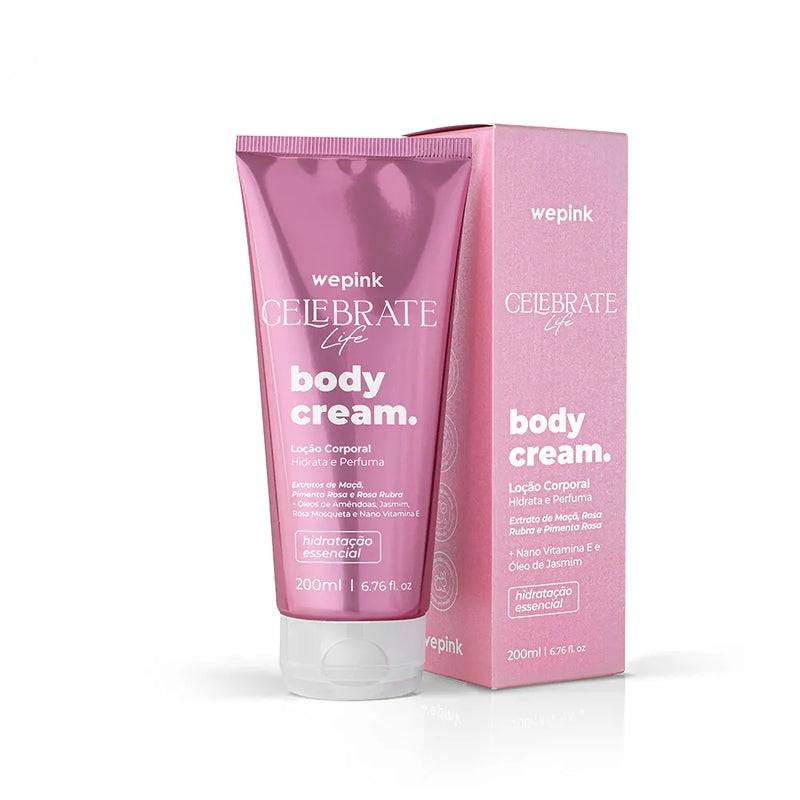 wepink
CELEBRATE
Life
body
cream.
Loção Corporal
Hidrata e Perfuma
Extratos de Maçã,
Pimenta Rosa e Rosa Rubra
+ Óleos de Amêndoas, Jasmim,
Rosa Mosqueta e Nano Vitamina E
hidratação
essencial
200ml | 6.76 fl. oz
wepink
wepink
CELEBRATE
Life
body
cream.
Loção Corporal
Hidrata e Perfuma
Extrato de Maçã, Rosa
Rubra e Pimenta Rosa
+ Nano Vitamina E e
Óleo de Jasmim
hidratação
essencial
200ml | 6.76 fl. oz